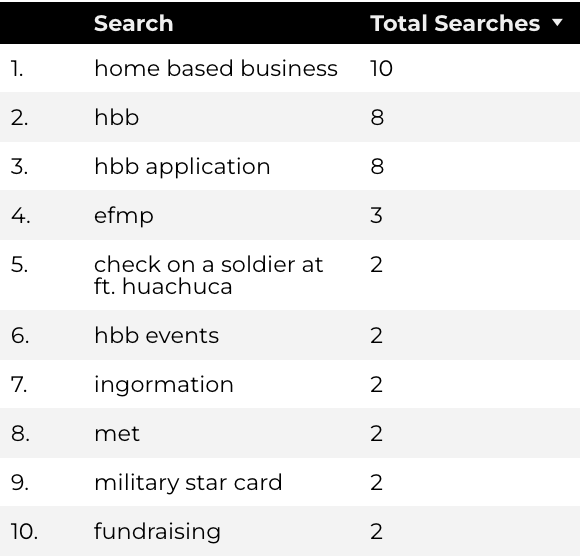 Search Total Searches
1. home based business 10
2. hbb 8
3. hbb application 8
4. efmp 3
5. check on a soldier at 2
ft. huachuca
6. hbb events 2
7. ingormation 2
8. met 2
9. military star card 2
10. fundraising 2